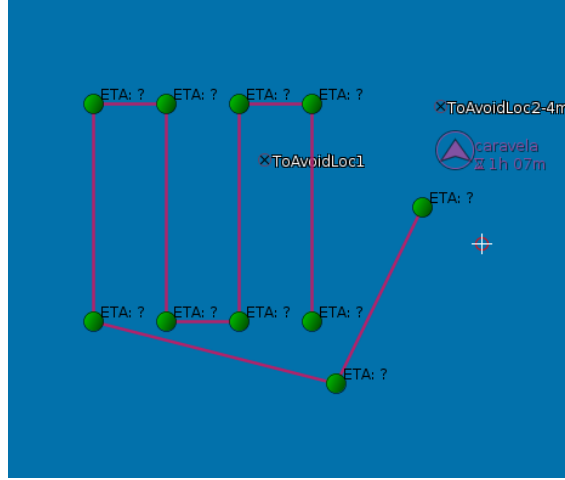 ETA: ?
ETA: ?
ETA: ?
ETA: ?
ToAvoidLoc2-4m
caravela
⧖ 1h 07m
ToAvoidLoc1
ETA: ?
ETA: ?
ETA: ?
ETA: ?
ETA: ?
ETA: ?